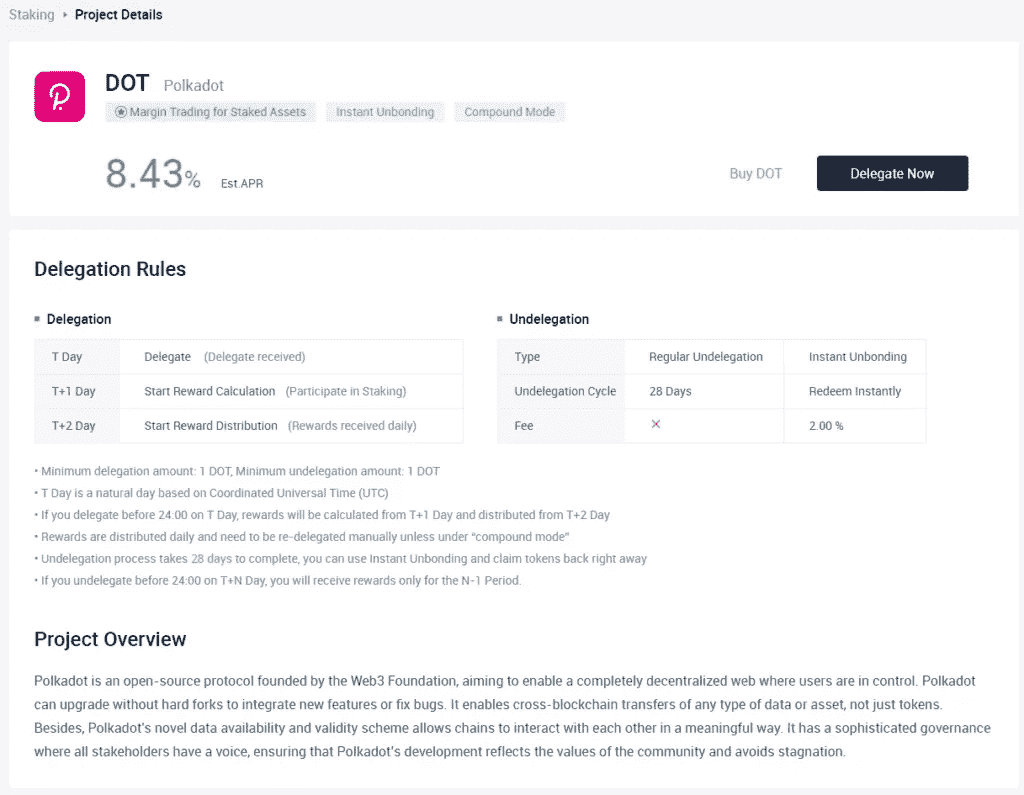 Staking ‣ Project Details
DOT Polkadot
Margin Trading for Staked Assets Instant Unbonding Compound Mode
8.43% Est.APR
Buy DOT Delegate Now
Delegation Rules
▪ Delegation
T Day Delegate (Delegate received)
T+1 Day Start Reward Calculation (Participate in Staking)
T+2 Day Start Reward Distribution (Rewards received daily)
▪ Undelegation
Type Regular Undelegation Instant Unbonding
Undelegation Cycle 28 Days Redeem Instantly
Fee × 2.00 %
• Minimum delegation amount: 1 DOT, Minimum undelegation amount: 1 DOT
• T Day is a natural day based on Coordinated Universal Time (UTC)
• If you delegate before 24:00 on T Day, rewards will be calculated from T+1 Day and distributed from T+2 Day
• Rewards are distributed daily and need to be re-delegated manually unless under “compound mode”
• Undelegation process takes 28 days to complete, you can use Instant Unbonding and claim tokens back right away
• If you undelegate before 24:00 on T+N Day, you will receive rewards only for the N-1 Period.
Project Overview
Polkadot is an open-source protocol founded by the Web3 Foundation, aiming to enable a completely decentralized web where users are in control. Polkadot
can upgrade without hard forks to integrate new features or fix bugs. It enables cross-blockchain transfers of any type of data or asset, not just tokens.
Besides, Polkadot's novel data availability and validity scheme allows chains to interact with each other in a meaningful way. It has a sophisticated governance
where all stakeholders have a voice, ensuring that Polkadot's development reflects the values of the community and avoids stagnation.